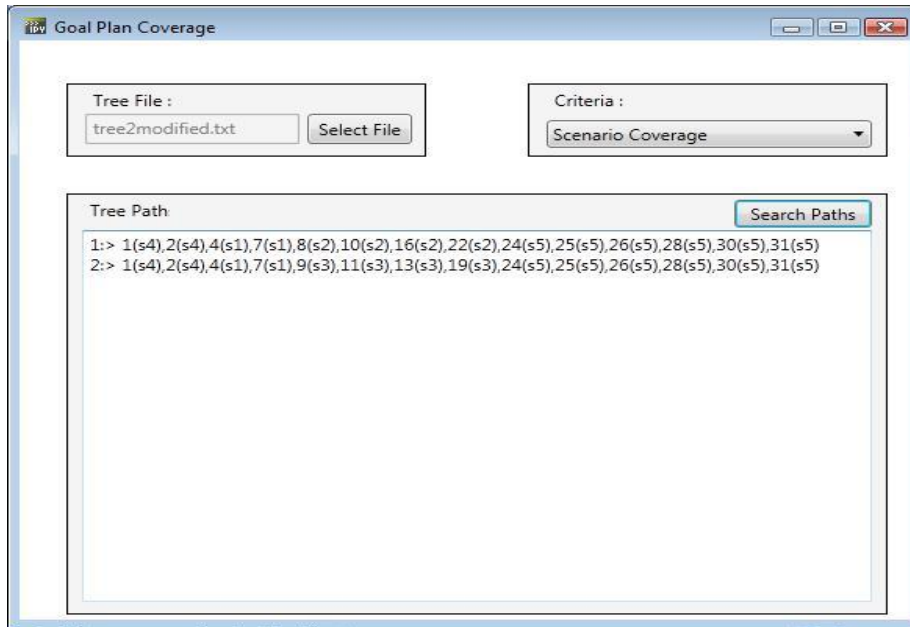 Goal Plan Coverage
Tree File :
tree2modified.txt
Select File
Criteria :
Scenario Coverage
Tree Path:
Search Paths
1:> 1(s4),2(s4),4(s1),7(s1),8(s2),10(s2),16(s2),22(s2),24(s5),25(s5),26(s5),28(s5),30(s5),31(s5)
2:> 1(s4),2(s4),4(s1),7(s1),9(s3),11(s3),13(s3),19(s3),24(s5),25(s5),26(s5),28(s5),30(s5),31(s5)